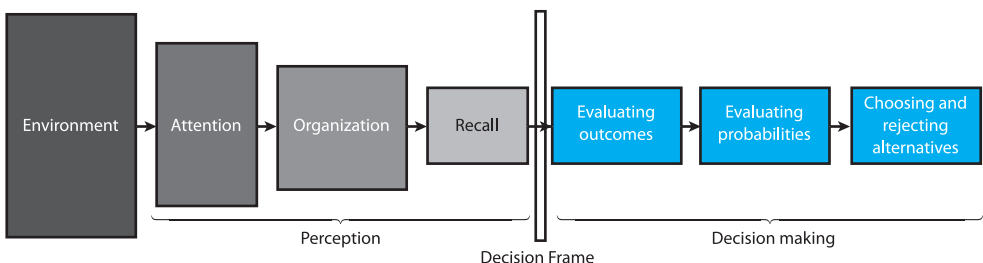 Environment
Attention
Organization
Recall
Evaluating
outcomes
Evaluating
probabilities
Choosing and
rejecting
alternatives
Perception
Decision Frame
Decision making